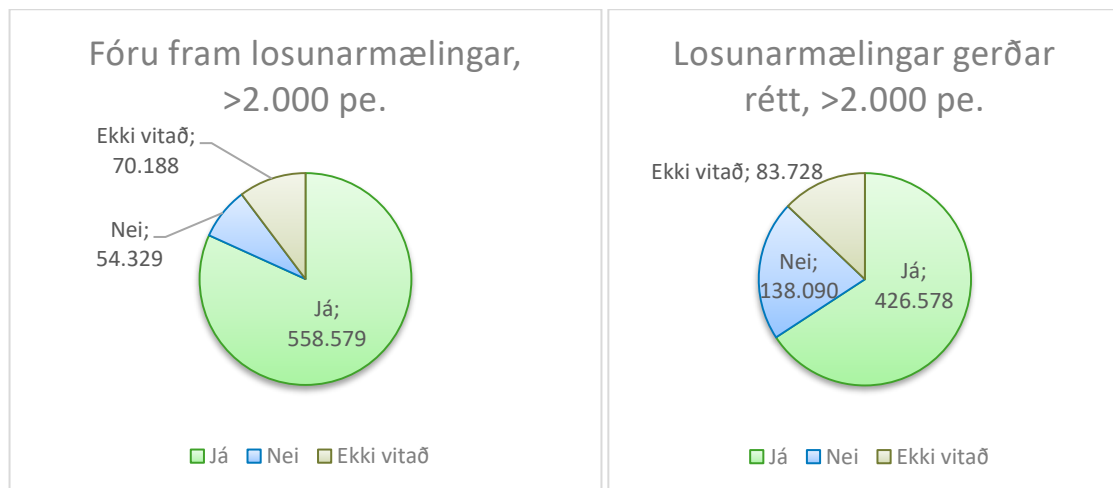 Fóru fram losunarmælingar,
>2.000 pe.
Ekki vitað;
70.188
Nei;
54.329
Já;
558.579
Já Nei Ekki vitað
Losunarmælingar gerðar
rétt, >2.000 pe.
Ekki vitað; 83.728
Nei;
138.090
Já;
426.578
Já Nei Ekki vitað